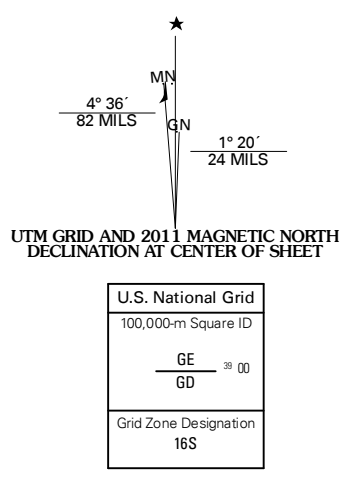 ★
MN
4° 36´
82 MILS
GN
1° 20´
24 MILS
UTM GRID AND 2011 MAGNETIC NORTH
DECLINATION AT CENTER OF SHEET
U.S. National Grid
100,000-m Square ID
GE
39 00
GD
Grid Zone Designation
16S